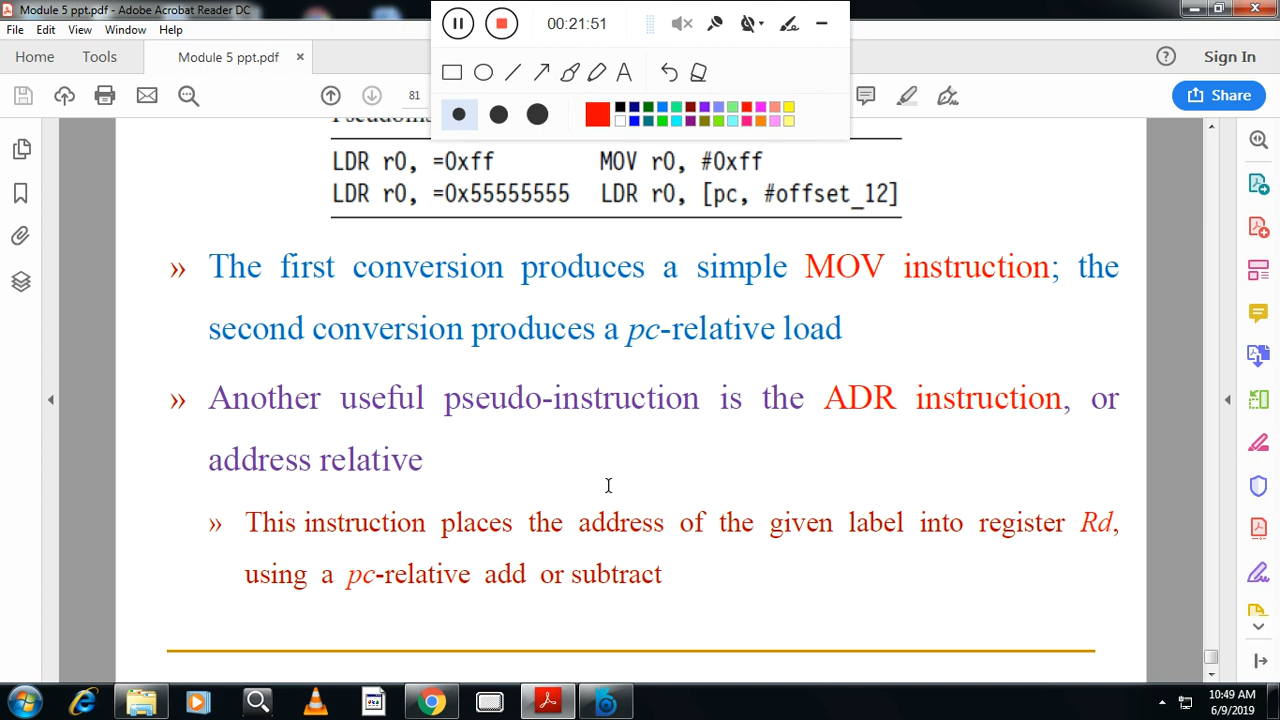 Module 5 ppt.pdf - Adobe Acrobat Reader DC
00:21:51
File Edit View Window Help
Home Tools Module 5 ppt.pdf × Sign In
81 Share
LDR r0, =0xff MOV r0, #0xff
LDR r0, =0x55555555 LDR r0, [pc, #offset_12]
» The first conversion produces a simple MOV instruction; the
second conversion produces a pc-relative load
» Another useful pseudo-instruction is the ADR instruction, or
address relative
» This instruction places the address of the given label into register Rd,
using a pc-relative add or subtract
10:49 AM
6/9/2019